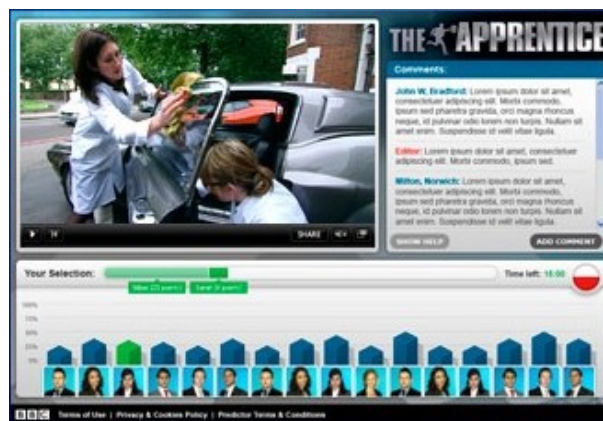 THE APPRENTICE
Comments:
John W, Bradford: Lorem ipsum dolor sit amet,
consectetuer adipiscing elit. Morbi commodo,
ipsum sed pharetra gravida, orci magna rhoncus
neque, id pulvinar odio lorem non turpis. Nullam sit
amet enim. Suspendisse id velit vitae ligula.
Editor: Lorem ipsum dolor sit amet, consectetuer
adipiscing elit. Morbi commodo, ipsum sed.
Milton, Norwich: Lorem ipsum dolor sit amet,
consectetuer adipiscing elit. Morbi commodo,
ipsum sed pharetra gravida, orci magna rhoncus
neque, id pulvinar odio lorem non turpis. Nullam sit
amet enim. Suspendisse id velit vitae ligula.
SHARE
SHOW HELP
ADD COMMENT
Your Selection:
Time left:
100%
75%
50%
25%
0%
BBC Terms of Use | Privacy & Cookies Policy | Predictor Terms & Conditions